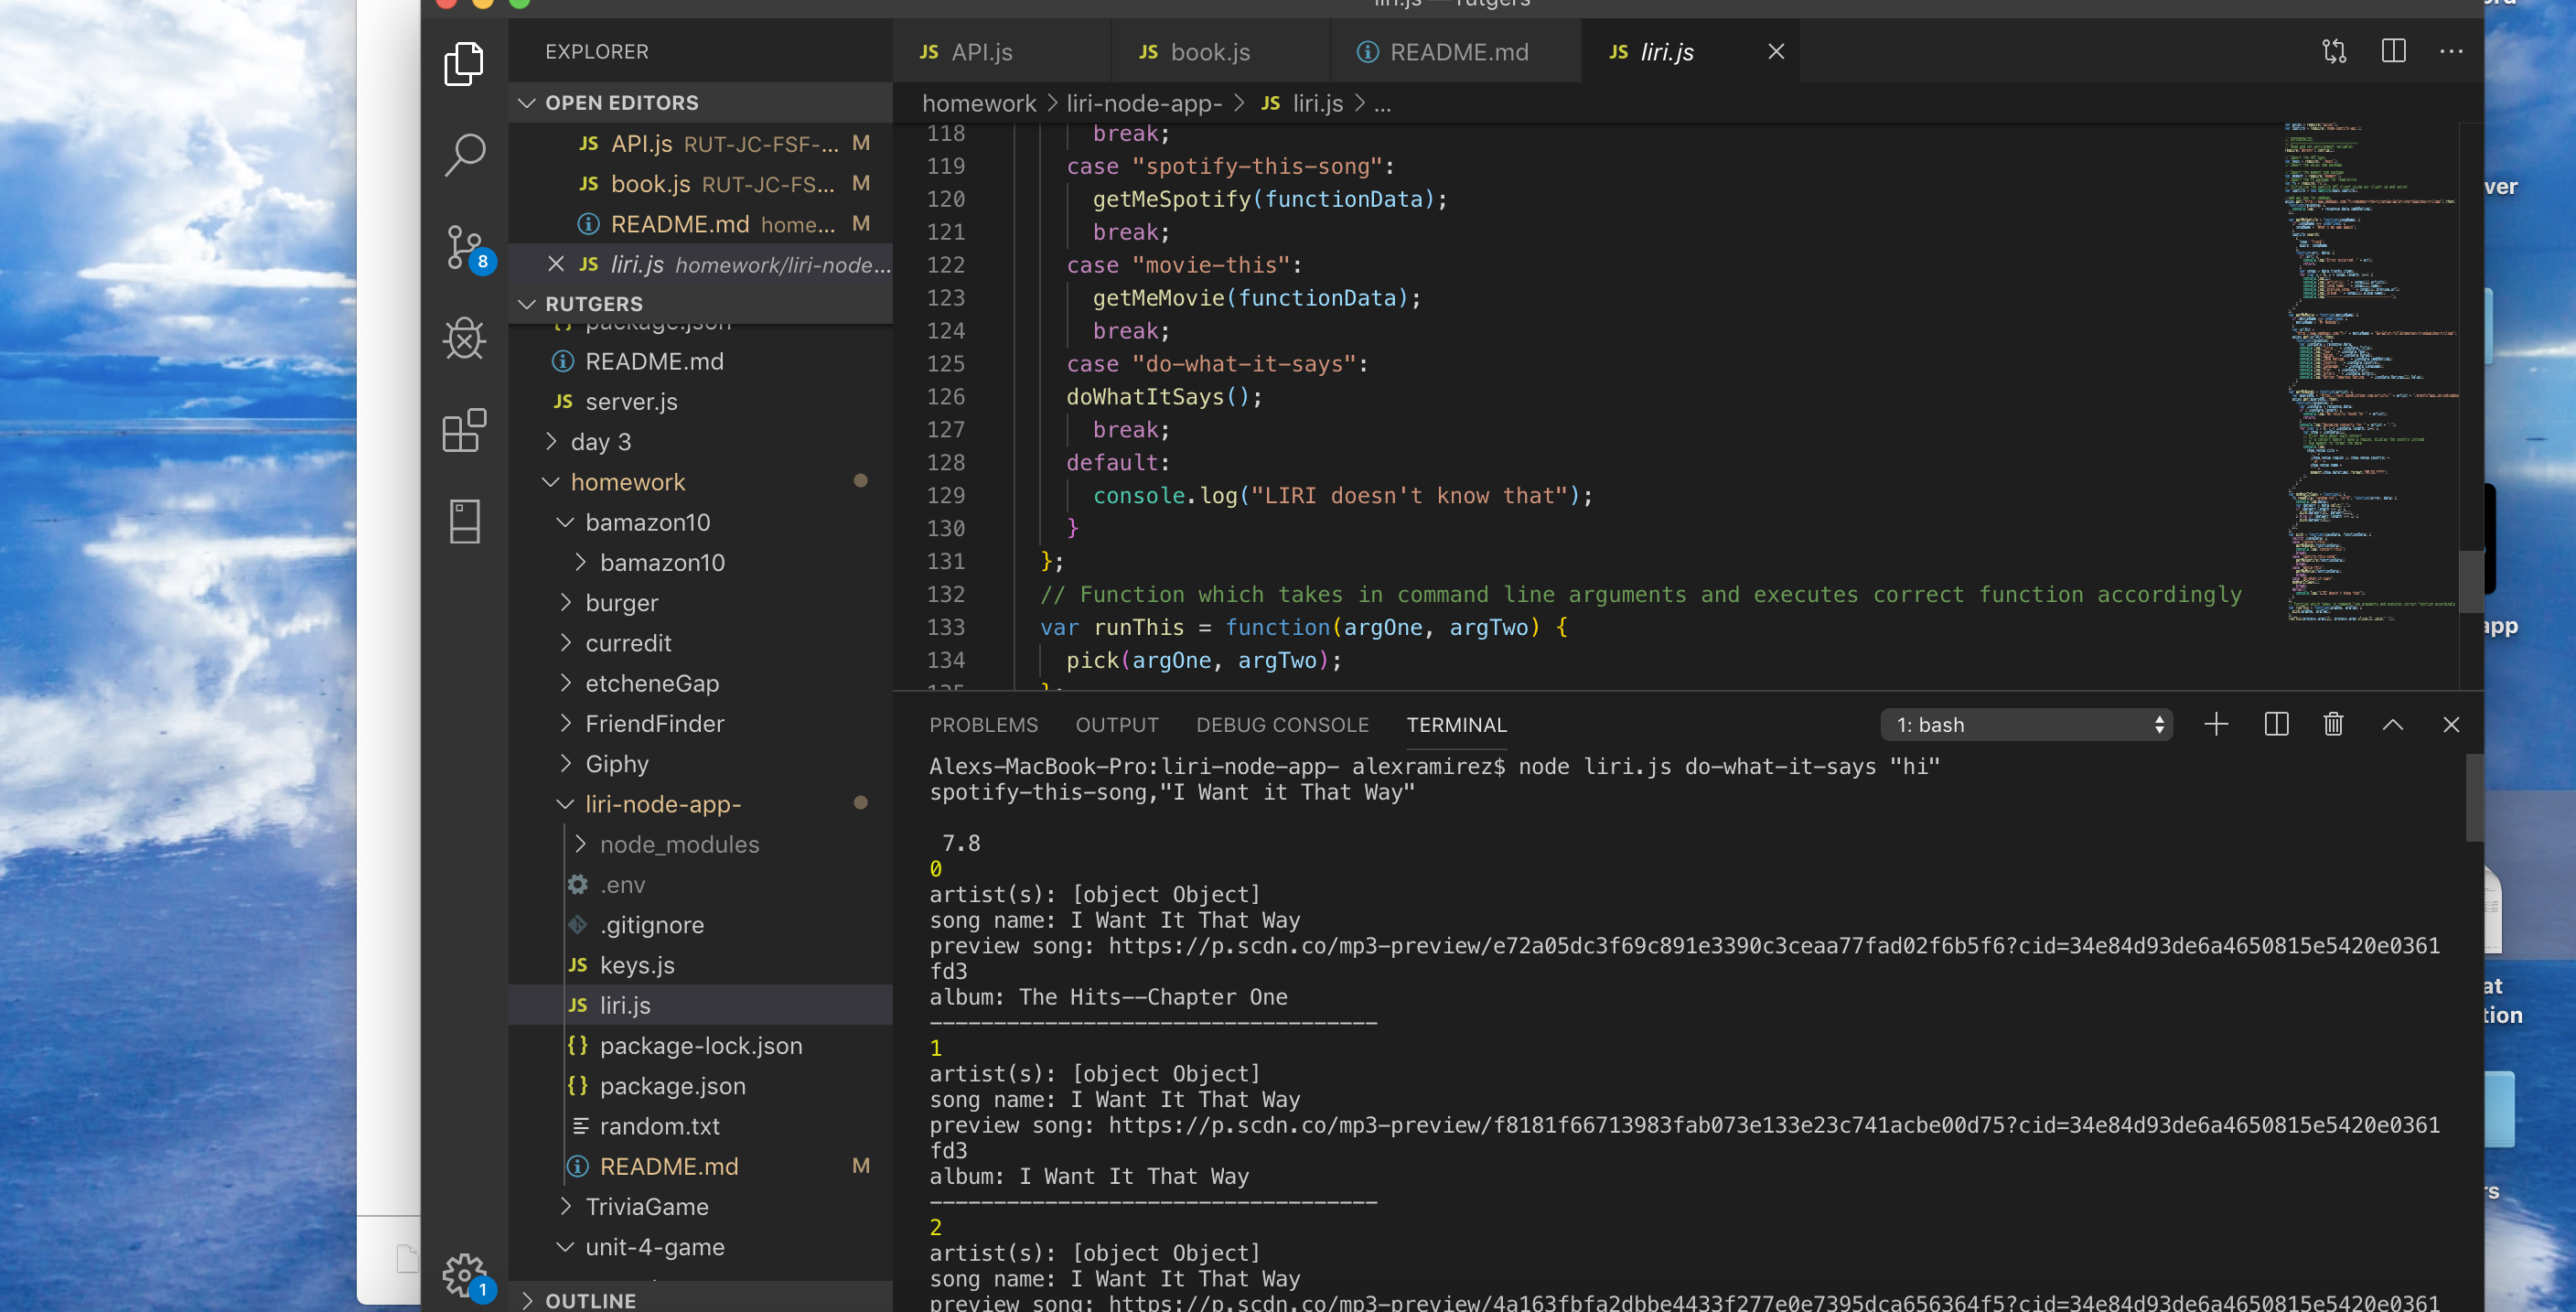 liri.js — rutgers
EXPLORER
OPEN EDITORS
JS API.js RUT-JC-FSF-... M
JS book.js RUT-JC-FS... M
README.md home... M
JS liri.js homework/liri-node...
RUTGERS
{} package.json
README.md
JS server.js
day 3
homework
bamazon10
bamazon10
burger
curredit
etcheneGap
FriendFinder
Giphy
liri-node-app-
node_modules
.env
.gitignore
JS keys.js
JS liri.js
{} package-lock.json
{} package.json
random.txt
README.md M
TriviaGame
unit-4-game
OUTLINE
8
1
JS API.js
JS book.js
README.md
JS liri.js
homework > liri-node-app- > JS liri.js > ...
118 break;
119 case "spotify-this-song":
120 getMeSpotify(functionData);
121 break;
122 case "movie-this":
123 getMeMovie(functionData);
124 break;
125 case "do-what-it-says":
126 doWhatItSays();
127 break;
128 default:
129 console.log("LIRI doesn't know that");
130 }
131 };
132 // Function which takes in command line arguments and executes correct function accordingly
133 var runThis = function(argOne, argTwo) {
134 pick(argOne, argTwo);
135 };
PROBLEMS OUTPUT DEBUG CONSOLE TERMINAL
1: bash
Alexs-MacBook-Pro:liri-node-app- alexramirez$ node liri.js do-what-it-says "hi"
spotify-this-song,"I Want it That Way"
7.8
0
artist(s): [object Object]
song name: I Want It That Way
preview song: https://p.scdn.co/mp3-preview/e72a05dc3f69c891e3390c3ceaa77fad02f6b5f6?cid=34e84d93de6a4650815e5420e0361
fd3
album: The Hits--Chapter One
-----------------------------------
1
artist(s): [object Object]
song name: I Want It That Way
preview song: https://p.scdn.co/mp3-preview/f8181f66713983fab073e133e23c741acbe00d75?cid=34e84d93de6a4650815e5420e0361
fd3
album: I Want It That Way
-----------------------------------
2
artist(s): [object Object]
song name: I Want It That Way
preview song: https://p.scdn.co/mp3-preview/4a163fbfa2dbbe4433f277e0e7395dca656364f5?cid=34e84d93de6a4650815e5420e0361
ver
app
at
tion
rs